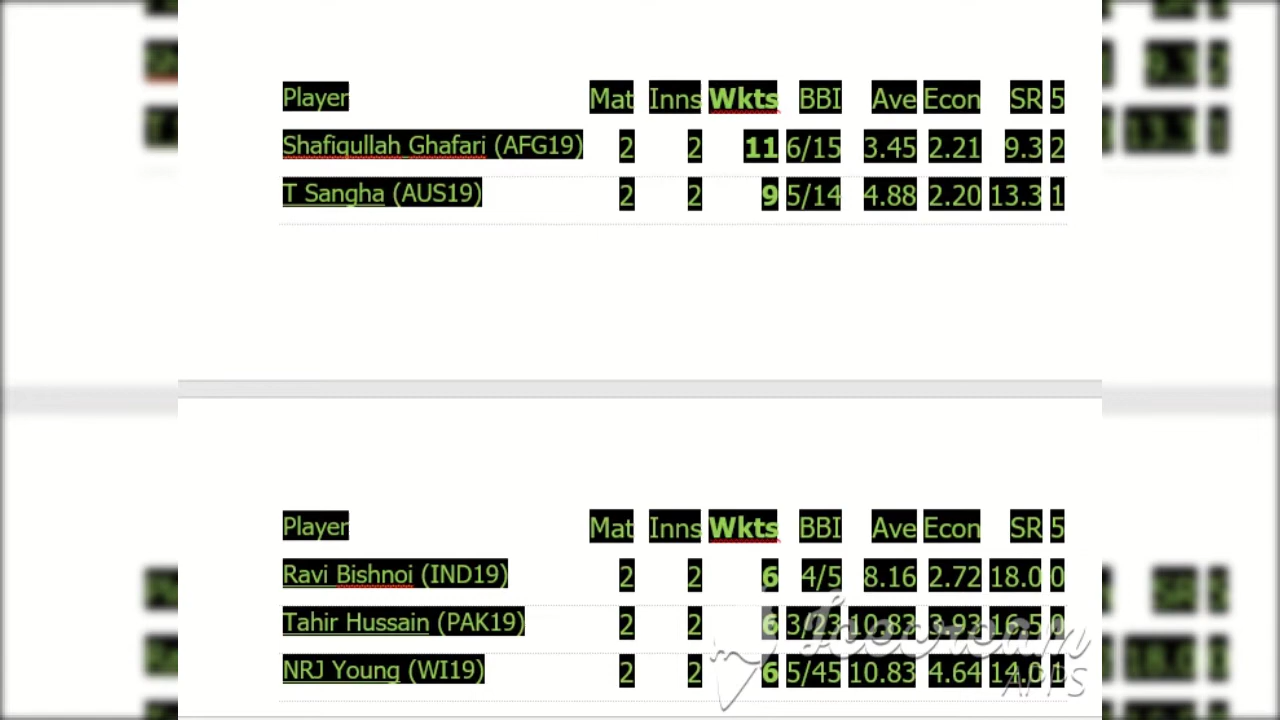 Player Mat Inns Wkts BBI Ave Econ SR 5
Shafiqullah Ghafari (AFG19) 2 2 11 6/15 3.45 2.21 9.3 2
T Sangha (AUS19) 2 2 9 5/14 4.88 2.20 13.3 1
Player Mat Inns Wkts BBI Ave Econ SR 5
Ravi Bishnoi (IND19) 2 2 6 4/5 8.16 2.72 18.0 0
Tahir Hussain (PAK19) 2 2 6 3/23 10.83 3.93 16.5 0
NRJ Young (WI19) 2 2 6 5/45 10.83 4.64 14.0 1
Icecream
APPS